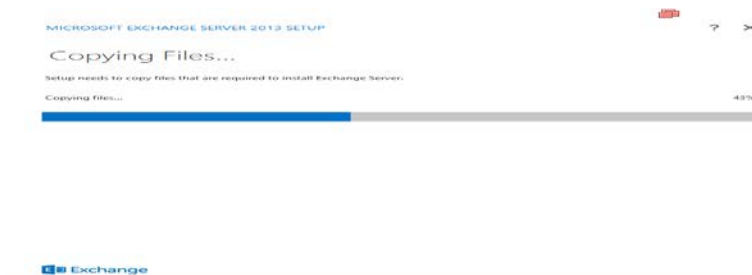 MICROSOFT EXCHANGE SERVER 2013 SETUP
?
Copying Files...
Setup needs to copy files that are required to install Exchange Server.
Copying files...
43%
Exchange